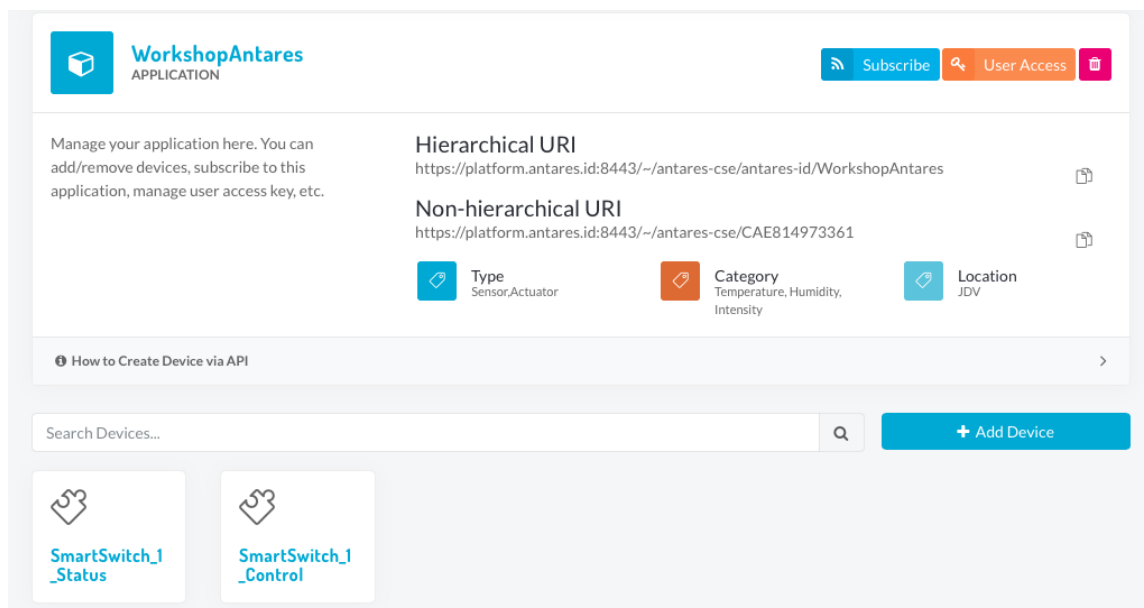 WorkshopAntares
APPLICATION
Subscribe
User Access
Manage your application here. You can
add/remove devices, subscribe to this
application, manage user access key, etc.
Hierarchical URI
https://platform.antares.id:8443/~/antares-cse/antares-id/WorkshopAntares
Non-hierarchical URI
https://platform.antares.id:8443/~/antares-cse/CAE814973361
Type
Sensor,Actuator
Category
Temperature, Humidity,
Intensity
Location
JDV
How to Create Device via API
Search Devices...
Add Device
SmartSwitch_1
_Status
SmartSwitch_1
_Control